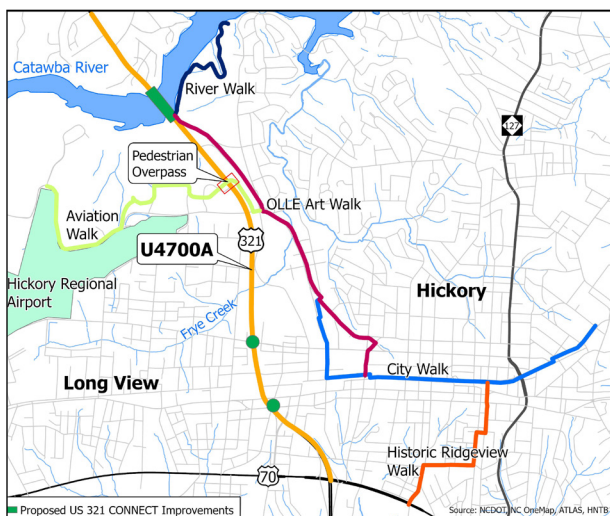 Catawba River
River Walk
127
Pedestrian
Overpass
Aviation
Walk
OLLE Art Walk
U4700A
321
Hickory Regional
Airport
Hickory
Frye Creek
Long View
City Walk
Historic Ridgeview
Walk
70
Proposed US 321 CONNECT Improvements
Source: NCDOT, NC OneMap, ATLAS, HNTB